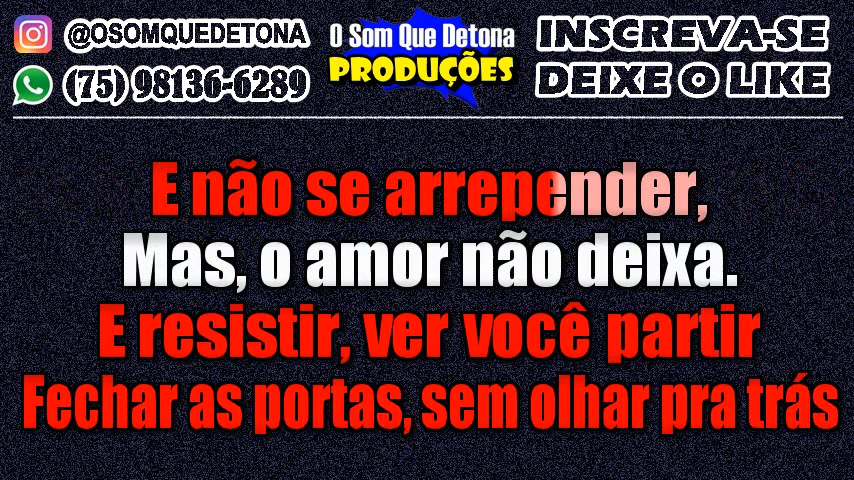 @OSOMQUEDETONA
(75) 98136-6289
O Som Que Detona
PRODUÇÕES
INSCREVA-SE
DEIXE O LIKE
E não se arrepender,
Mas, o amor não deixa.
E resistir, ver você partir
Fechar as portas, sem olhar pra trás